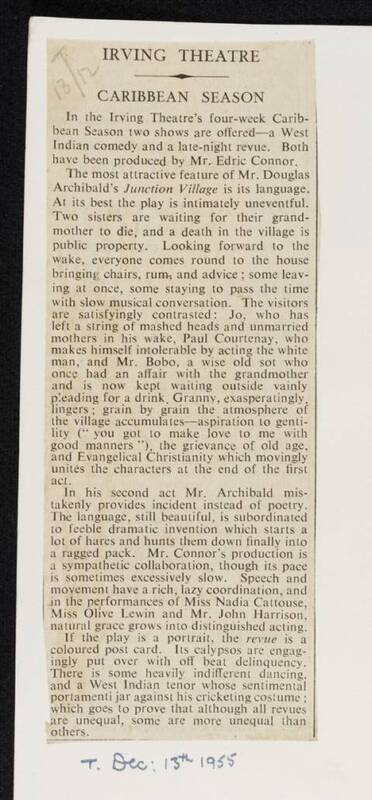 T
13/12
IRVING THEATRE
CARIBBEAN SEASON
In the Irving Theatre's four-week Carib-
bean Season two shows are offered—a West
Indian comedy and a late-night revue. Both
have been produced by Mr. Edric Connor.
The most attractive feature of Mr. Douglas
Archibald's Junction Village is its language.
At its best the play is intimately uneventful.
Two sisters are waiting for their grand-
mother to die, and a death in the village is
public property. Looking forward to the
wake, everyone comes round to the house
bringing chairs, rum, and advice; some leav-
ing at once, some staying to pass the time
with slow musical conversation. The visitors
are satisfyingly contrasted: Jo, who has
left a string of mashed heads and unmarried
mothers in his wake, Paul Courtenay, who
makes himself intolerable by acting the white
man, and Mr. Bobo, a wise old sot who
once had an affair with the grandmother
and is now kept waiting outside vainly
pleading for a drink. Granny, exasperatingly,
lingers; grain by grain the atmosphere of
the village accumulates—aspiration to genti-
lity (" you got to make love to me with
good manners "), the grievance of old age,
and Evangelical Christianity which movingly
unites the characters at the end of the first
act.
In his second act Mr. Archibald mis-
takenly provides incident instead of poetry.
The language, still beautiful, is subordinated
to feeble dramatic invention which starts a
lot of hares and hunts them down finally into
a ragged pack. Mr. Connor's production is
a sympathetic collaboration, though its pace
is sometimes excessively slow. Speech and
movement have a rich, lazy coordination, and
in the performances of Miss Nadia Cattouse,
Miss Olive Lewin and Mr. John Harrison,
natural grace grows into distinguished acting.
If the play is a portrait, the revue is a
coloured post card. Its calypsos are engag-
ingly put over with off beat delinquency.
There is some heavily indifferent dancing,
and a West Indian tenor whose sentimental
portamenti jar against his cricketing costume;
which goes to prove that although all revues
are unequal, some are more unequal than
others.
T. Dec: 13th 1955